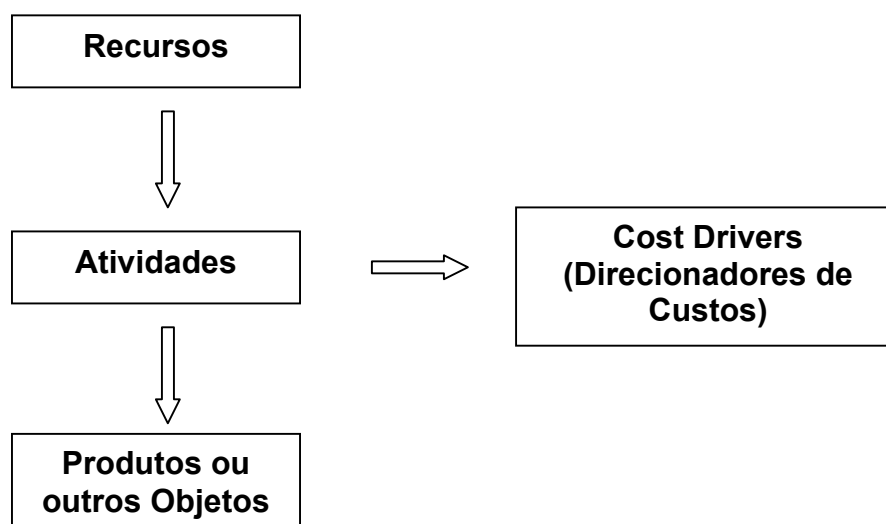 Recursos
Atividades
Cost Drivers
(Direcionadores de
Custos)
Produtos ou
outros Objetos